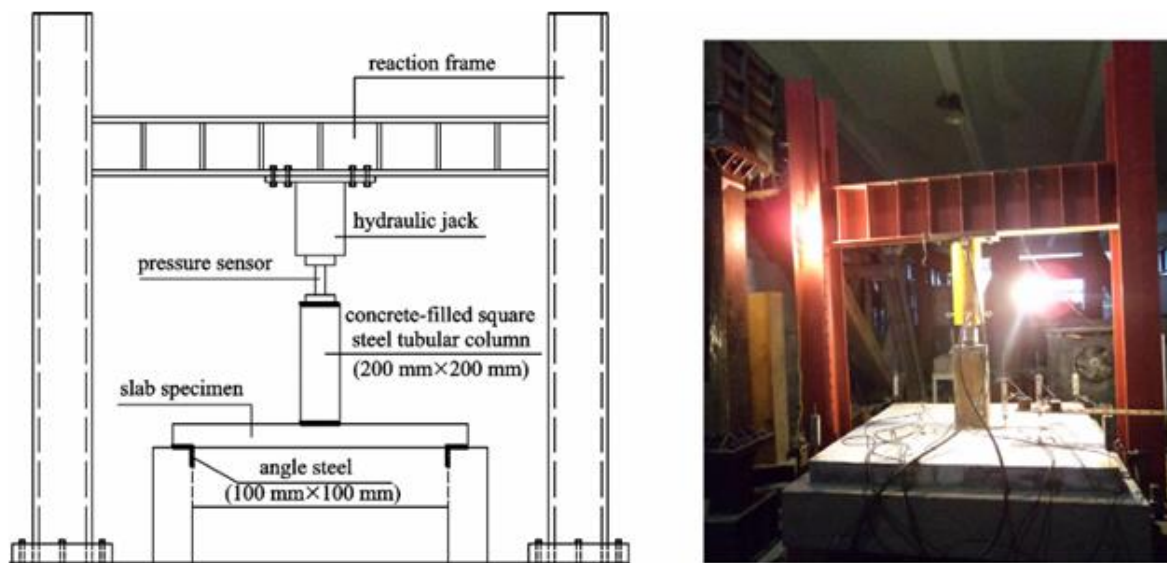 reaction frame
hydraulic jack
pressure sensor
concrete-filled square
steel tubular column
(200 mm×200 mm)
slab specimen
angle steel
(100 mm×100 mm)